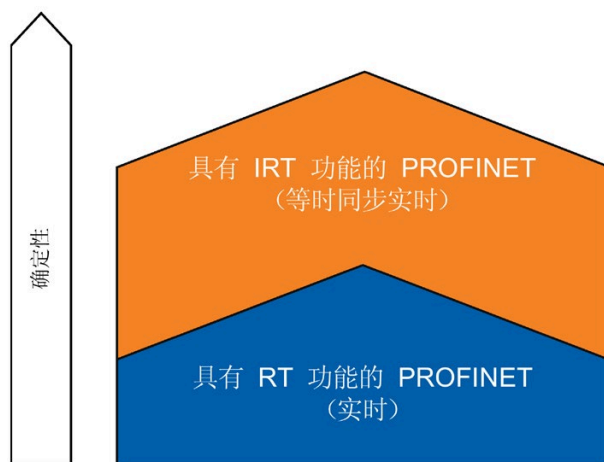 具有 IRT 功能的 PROFINET
(等时同步实时)
确定性
具有 RT 功能的 PROFINET
(实时)